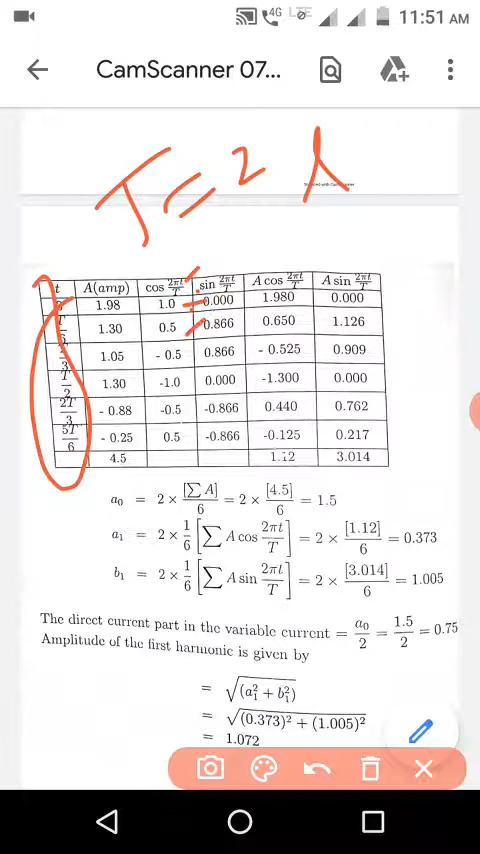 4G LTE 11:51 AM
CamScanner 07...
T = 2 λ
Scanned with CamScanner
t A(amp) cos 2πt/T sin 2πt/T A cos 2πt/T A sin 2πt/T
1.98 1.0 0.000 1.980 0.000
T/6 1.30 0.5 0.866 0.650 1.126
T/3 1.05 - 0.5 0.866 - 0.525 0.909
T/2 1.30 -1.0 0.000 -1.300 0.000
2T/3 - 0.88 -0.5 -0.866 0.440 0.762
5T/6 - 0.25 0.5 -0.866 -0.125 0.217
4.5 1.12 3.014
a₀ = 2 × [∑ A]/6 = 2 × [4.5]/6 = 1.5
a₁ = 2 × 1/6 [∑ A cos 2πt/T] = 2 × [1.12]/6 = 0.373
b₁ = 2 × 1/6 [∑ A sin 2πt/T] = 2 × [3.014]/6 = 1.005
The direct current part in the variable current = a₀/2 = 1.5/2 = 0.75
Amplitude of the first harmonic is given by
= √(a₁² + b₁²)
= √(0.373)² + (1.005)²
= 1.072